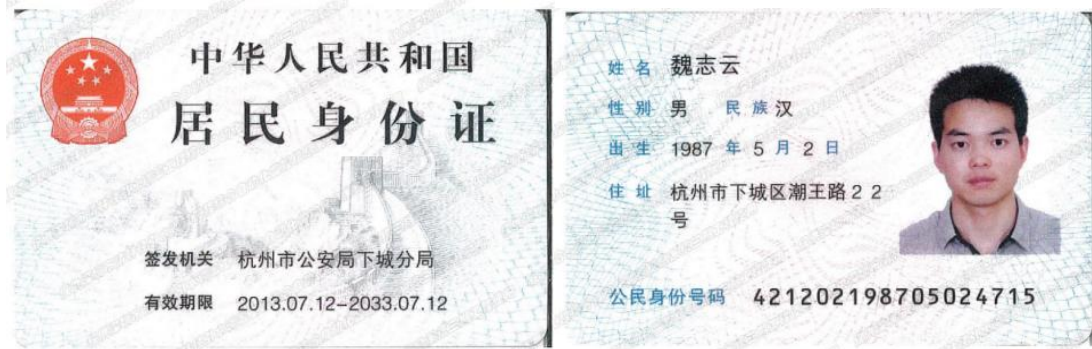 中华人民共和国
居民身份证
签发机关 杭州市公安局下城分局
有效期限 2013.07.12-2033.07.12
姓名 魏志云
性别 男 民族 汉
出生 1987 年 5 月 2 日
住址 杭州市下城区潮王路22
号
公民身份号码 421202198705024715